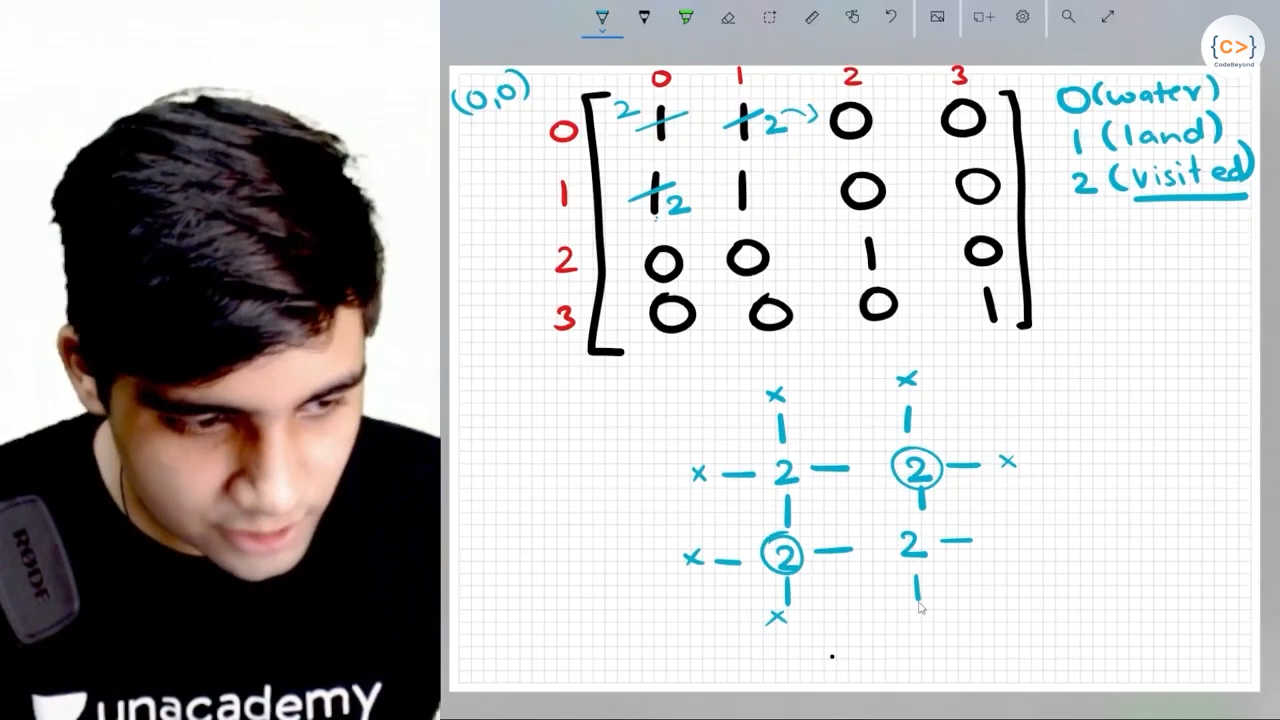 {C>}
CodeBeyond
0 1 2 3
(0,0)
0 2 1 1 2 → 0 0
1 1 2 1 0 0
2 0 0 1 0
3 0 0 0 1
0 (water)
1 (land)
2 (visited)
x x
x — 2 — 2 — x
x — 2 — 2 —
x
RØDE
unacademy